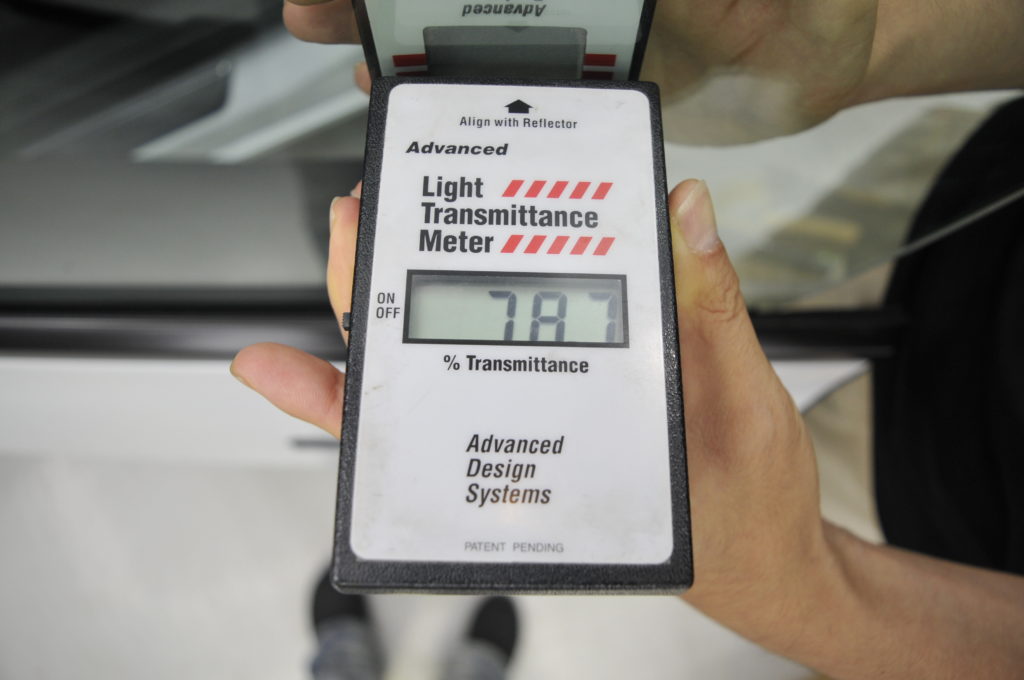 Advanced
Align with Reflector
Advanced
Light
Transmittance
Meter
ON
OFF
787
% Transmittance
Advanced
Design
Systems
PATENT PENDING